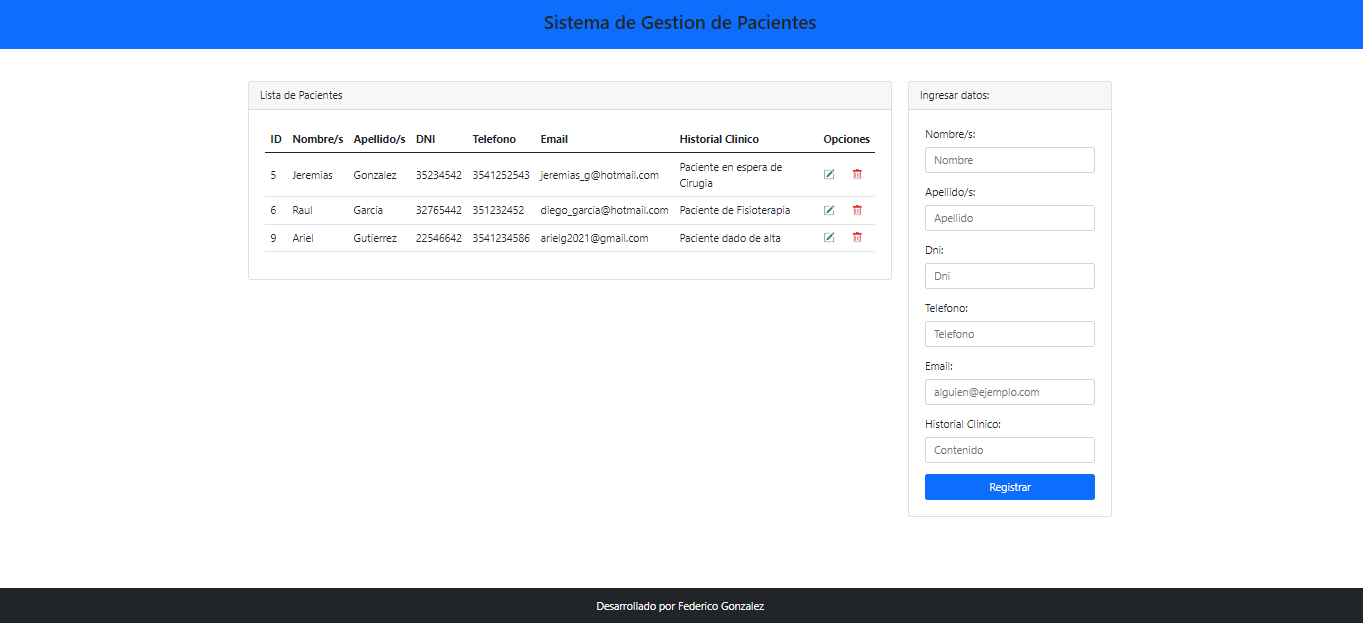 Sistema de Gestion de Pacientes
Lista de Pacientes
ID Nombre/s Apellido/s DNI Telefono Email Historial Clinico Opciones
5 Jeremias Gonzalez 35234542 3541252543 jeremias_g@hotmail.com Paciente en espera de
Cirugia
6 Raul Garcia 32765442 351232452 diego_garcia@hotmail.com Paciente de Fisioterapia
9 Ariel Gutierrez 22546642 3541234586 arielg2021@gmail.com Paciente dado de alta
Ingresar datos:
Nombre/s:
Nombre
Apellido/s:
Apellido
Dni:
Dni
Telefono:
Telefono
Email:
alguien@ejemplo.com
Historial Clinico:
Contenido
Registrar
Desarrollado por Federico Gonzalez